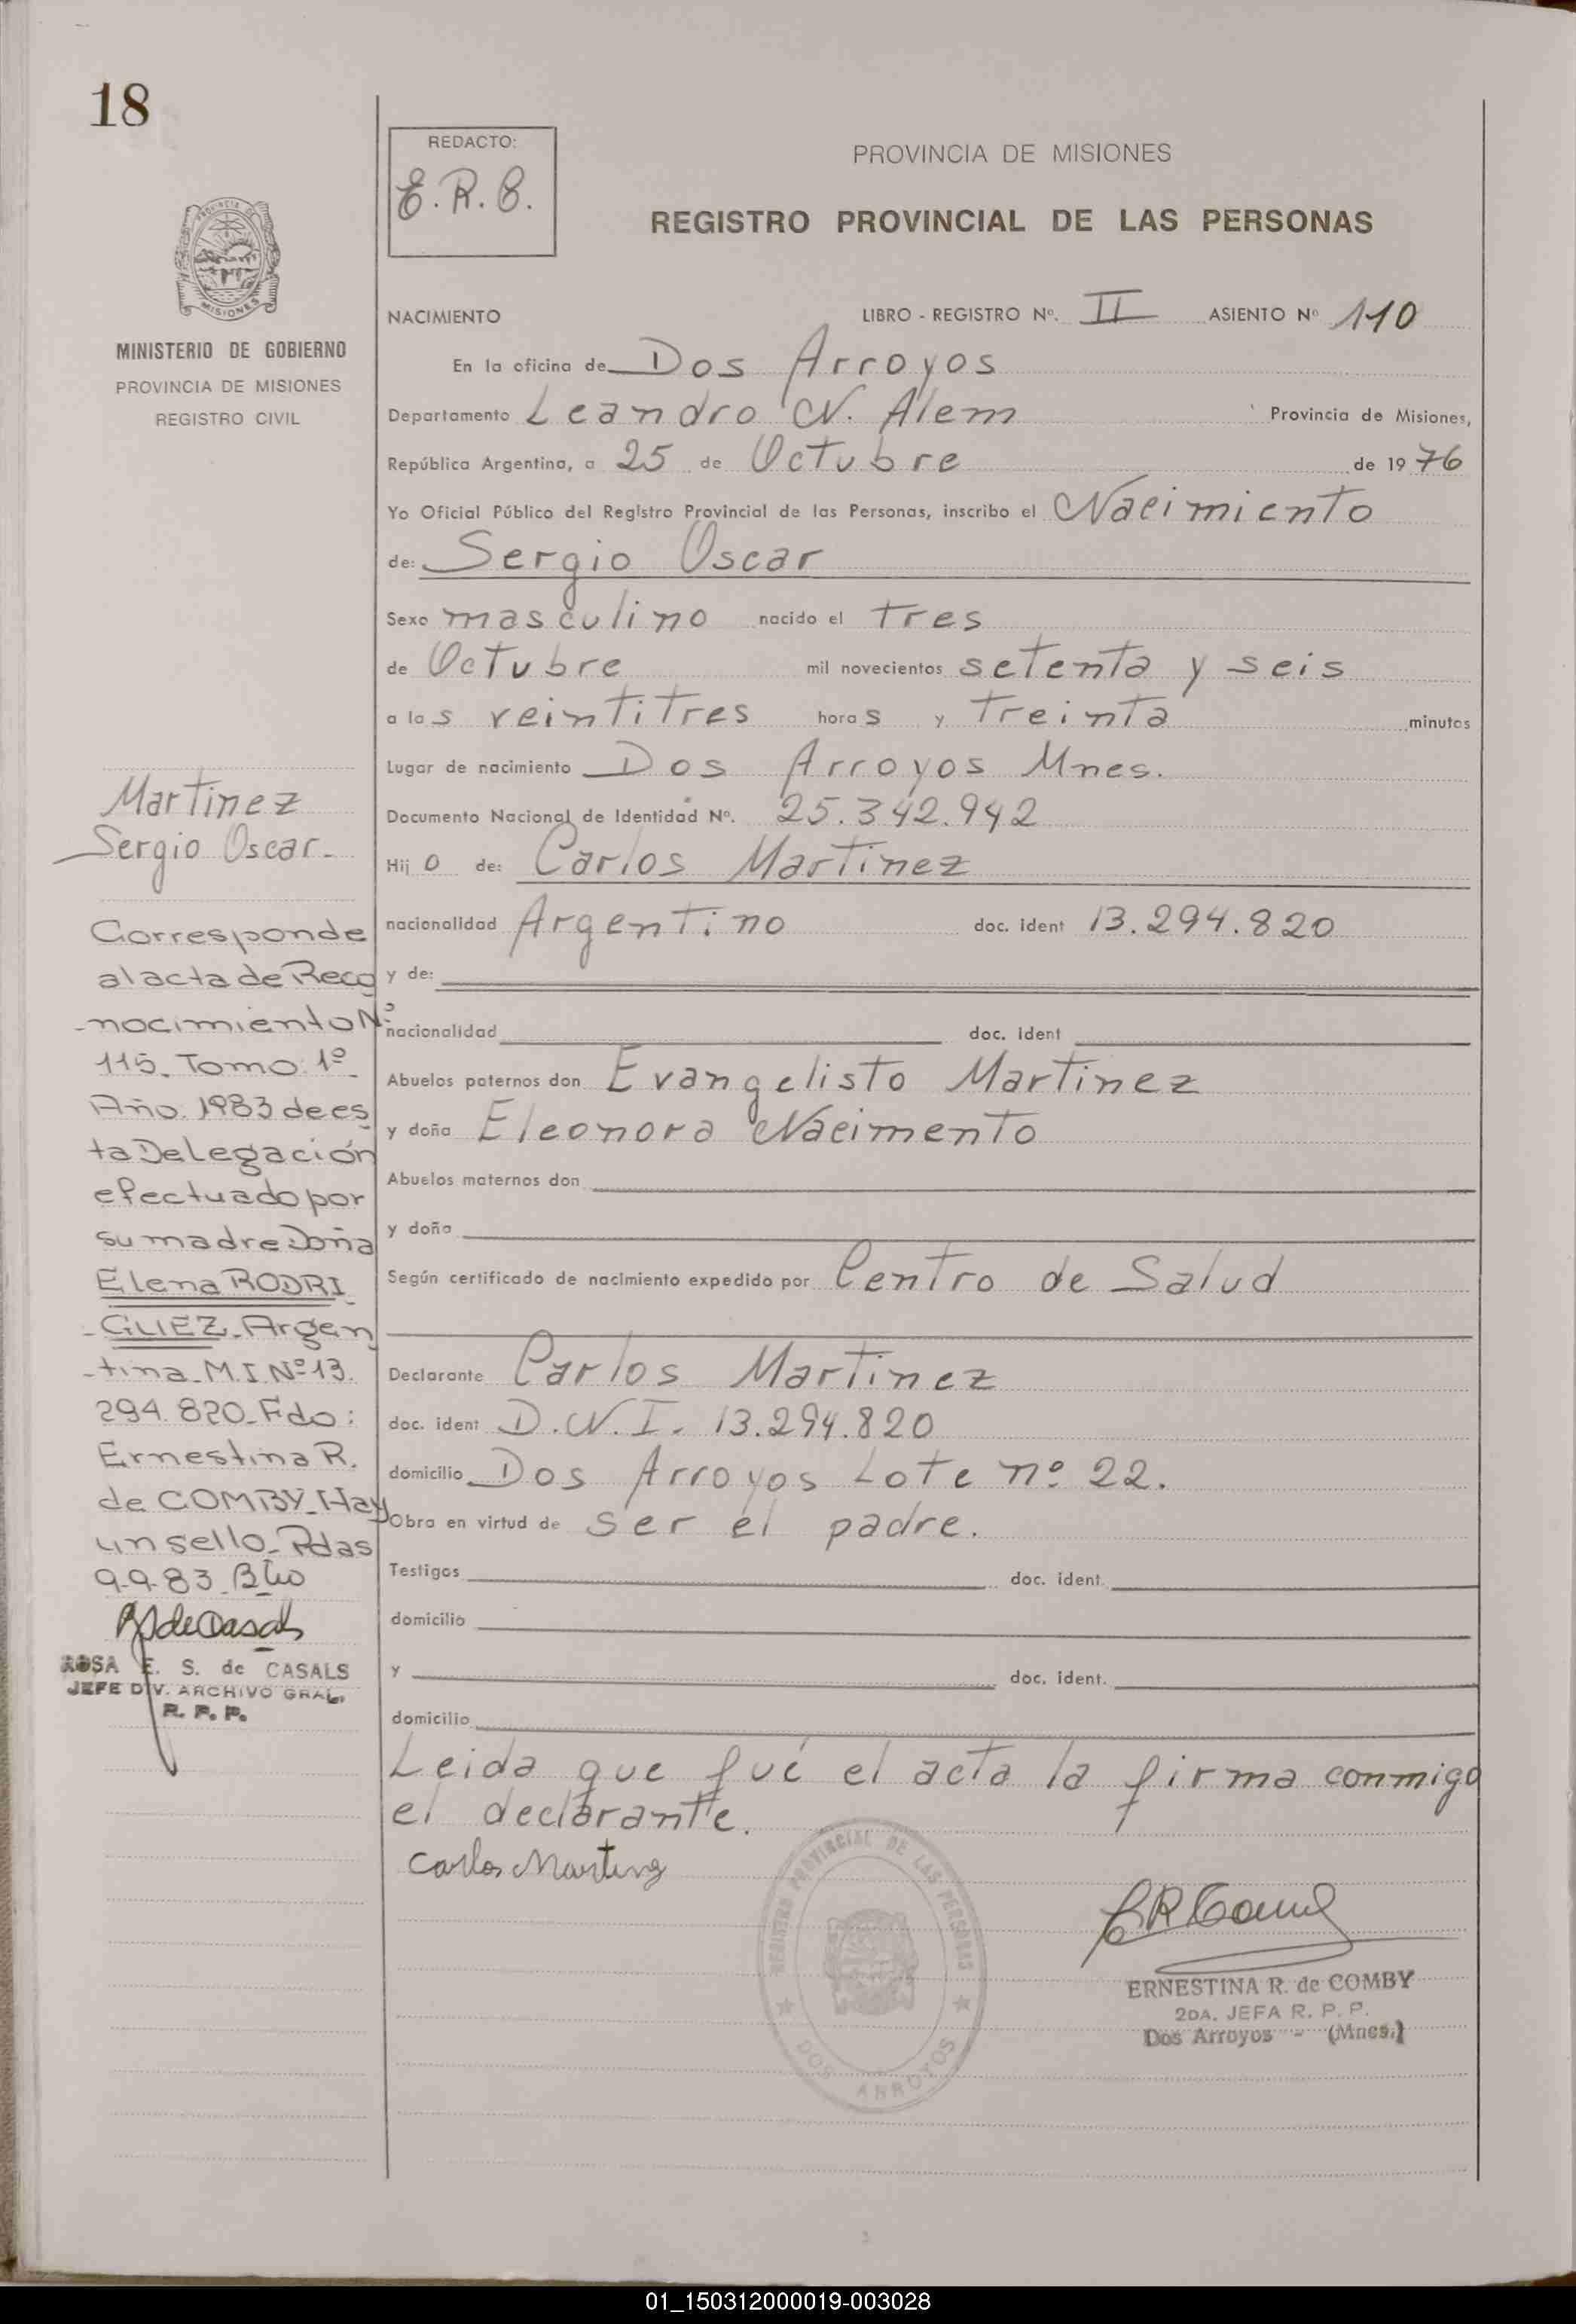 18
REDACTO:
E.R.C.
PROVINCIA DE MISIONES
REGISTRO PROVINCIAL DE LAS PERSONAS
MISIONES
MINISTERIO DE GOBIERNO
PROVINCIA DE MISIONES
REGISTRO CIVIL
NACIMIENTO LIBRO - REGISTRO Nº. II ASIENTO Nº 110
En la oficina de Dos Arroyos
Departamento Leandro N. Alem Provincia de Misiones,
República Argentina, a 25 de Octubre de 19 76
Yo Oficial Público del Registro Provincial de las Personas, inscribo el Nacimiento
de: Sergio Oscar
Sexo masculino nacido el tres
de Octubre mil novecientos setenta y seis
a las veintitres horas y treinta minutos
Lugar de nacimiento Dos Arroyos Mnes.
Documento Nacional de Identidad Nº. 25.342.942
Hijo de: Carlos Martinez
nacionalidad Argentino doc. ident 13.294.820
y de:
nacionalidad doc. ident
Abuelos paternos don Evangelisto Martinez
y doña Eleonora Nacimento
Abuelos maternos don
y doña
Según certificado de nacimiento expedido por Centro de Salud
Declarante Carlos Martinez
doc. ident D.N.I. 13.294.820
domicilio Dos Arroyos Lote nº 22.
Obra en virtud de ser el padre.
Testigos doc. ident.
domicilio
y doc. ident.
domicilio
Leida que fué el acta la firma conmigo
el declarante.
Carlos Martinez
REGISTRO PROVINCIAL DE LAS PERSONAS
DOS ARROYOS
ERNESTINA R. de COMBY
2DA. JEFA R. P. P.
Dos Arroyos - (Mnes.)
Martinez
Sergio Oscar.-
Corresponde
al acta de Reco
-nocimiento Nº
115. Tomo: 1º-
Año: 1983 de es
ta Delegación
efectuado por
su madre Doña
Elena RODRI
-GUEZ-Argen
-tina-M.I.Nº13.
294.820-Fdo:
Ernestina R.
de COMBY-Hay
un sello-Pdas
9-9-83
ROSA E. S. de CASALS
JEFE DIV. ARCHIVO GRAL.
R. P. P.
01_150312000019-003028